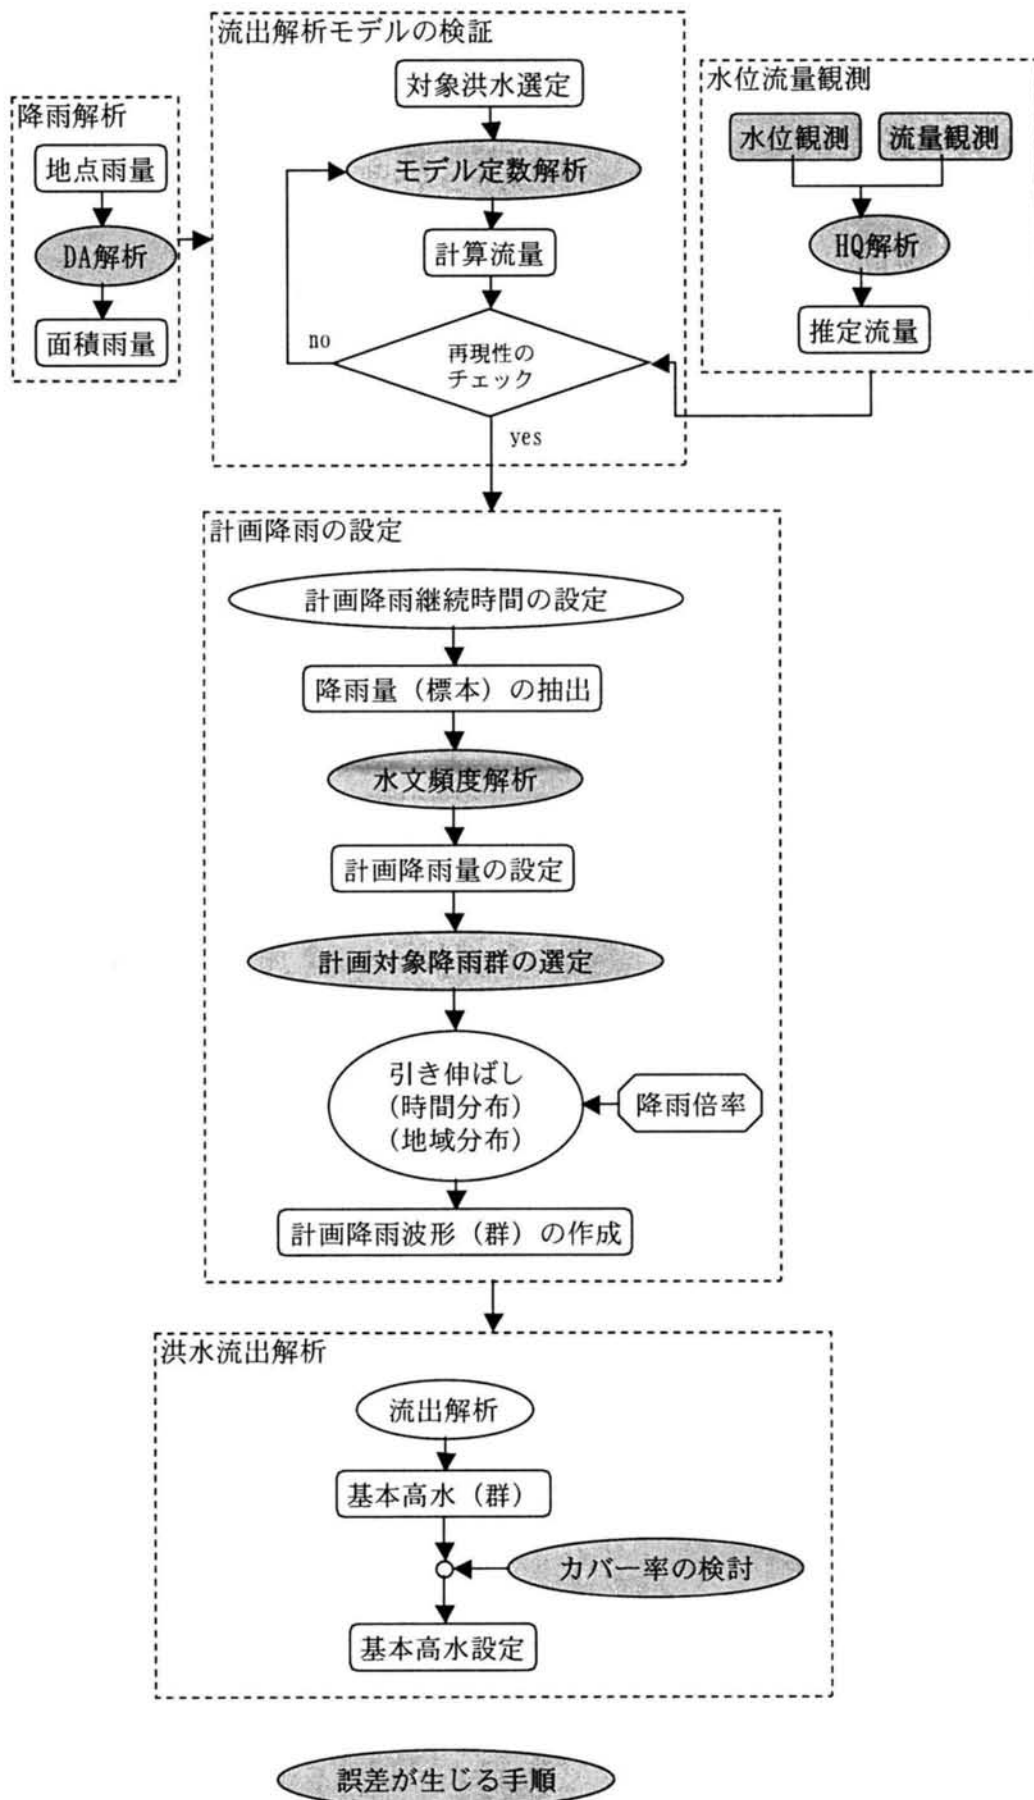 流出解析モデルの検証
対象洪水選定
モデル定数解析
計算流量
再現性の
チェック
no
yes
降雨解析
地点雨量
DA解析
面積雨量
水位流量観測
水位観測
流量観測
HQ解析
推定流量
計画降雨の設定
計画降雨継続時間の設定
降雨量（標本）の抽出
水文頻度解析
計画降雨量の設定
計画対象降雨群の選定
引き伸ばし
(時間分布)
(地域分布)
降雨倍率
計画降雨波形（群）の作成
洪水流出解析
流出解析
基本高水（群）
カバー率の検討
基本高水設定
誤差が生じる手順